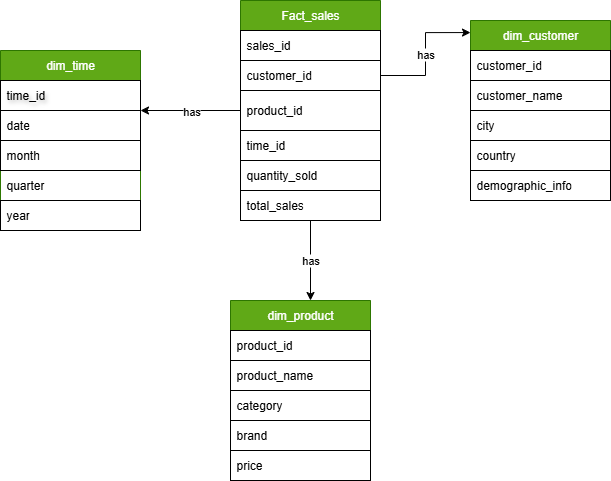 Fact_sales
sales_id
customer_id
product_id
time_id
quantity_sold
total_sales
has
dim_customer
customer_id
customer_name
city
country
demographic_info
has
dim_time
time_id
date
month
quarter
year
has
dim_product
product_id
product_name
category
brand
price